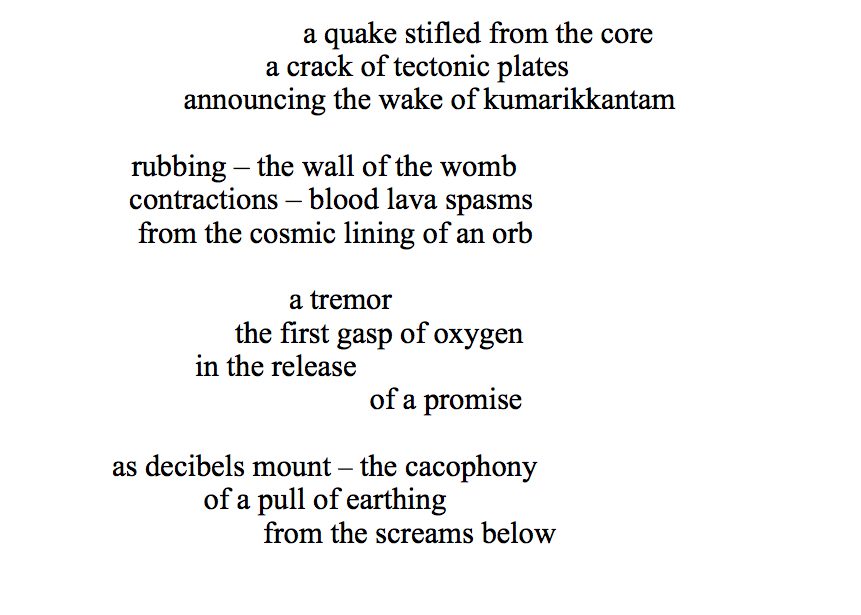 a quake stifled from the core
a crack of tectonic plates
announcing the wake of kumarikkantam
rubbing – the wall of the womb
contractions – blood lava spasms
from the cosmic lining of an orb
a tremor
the first gasp of oxygen
in the release
of a promise
as decibels mount – the cacophony
of a pull of earthing
from the screams below